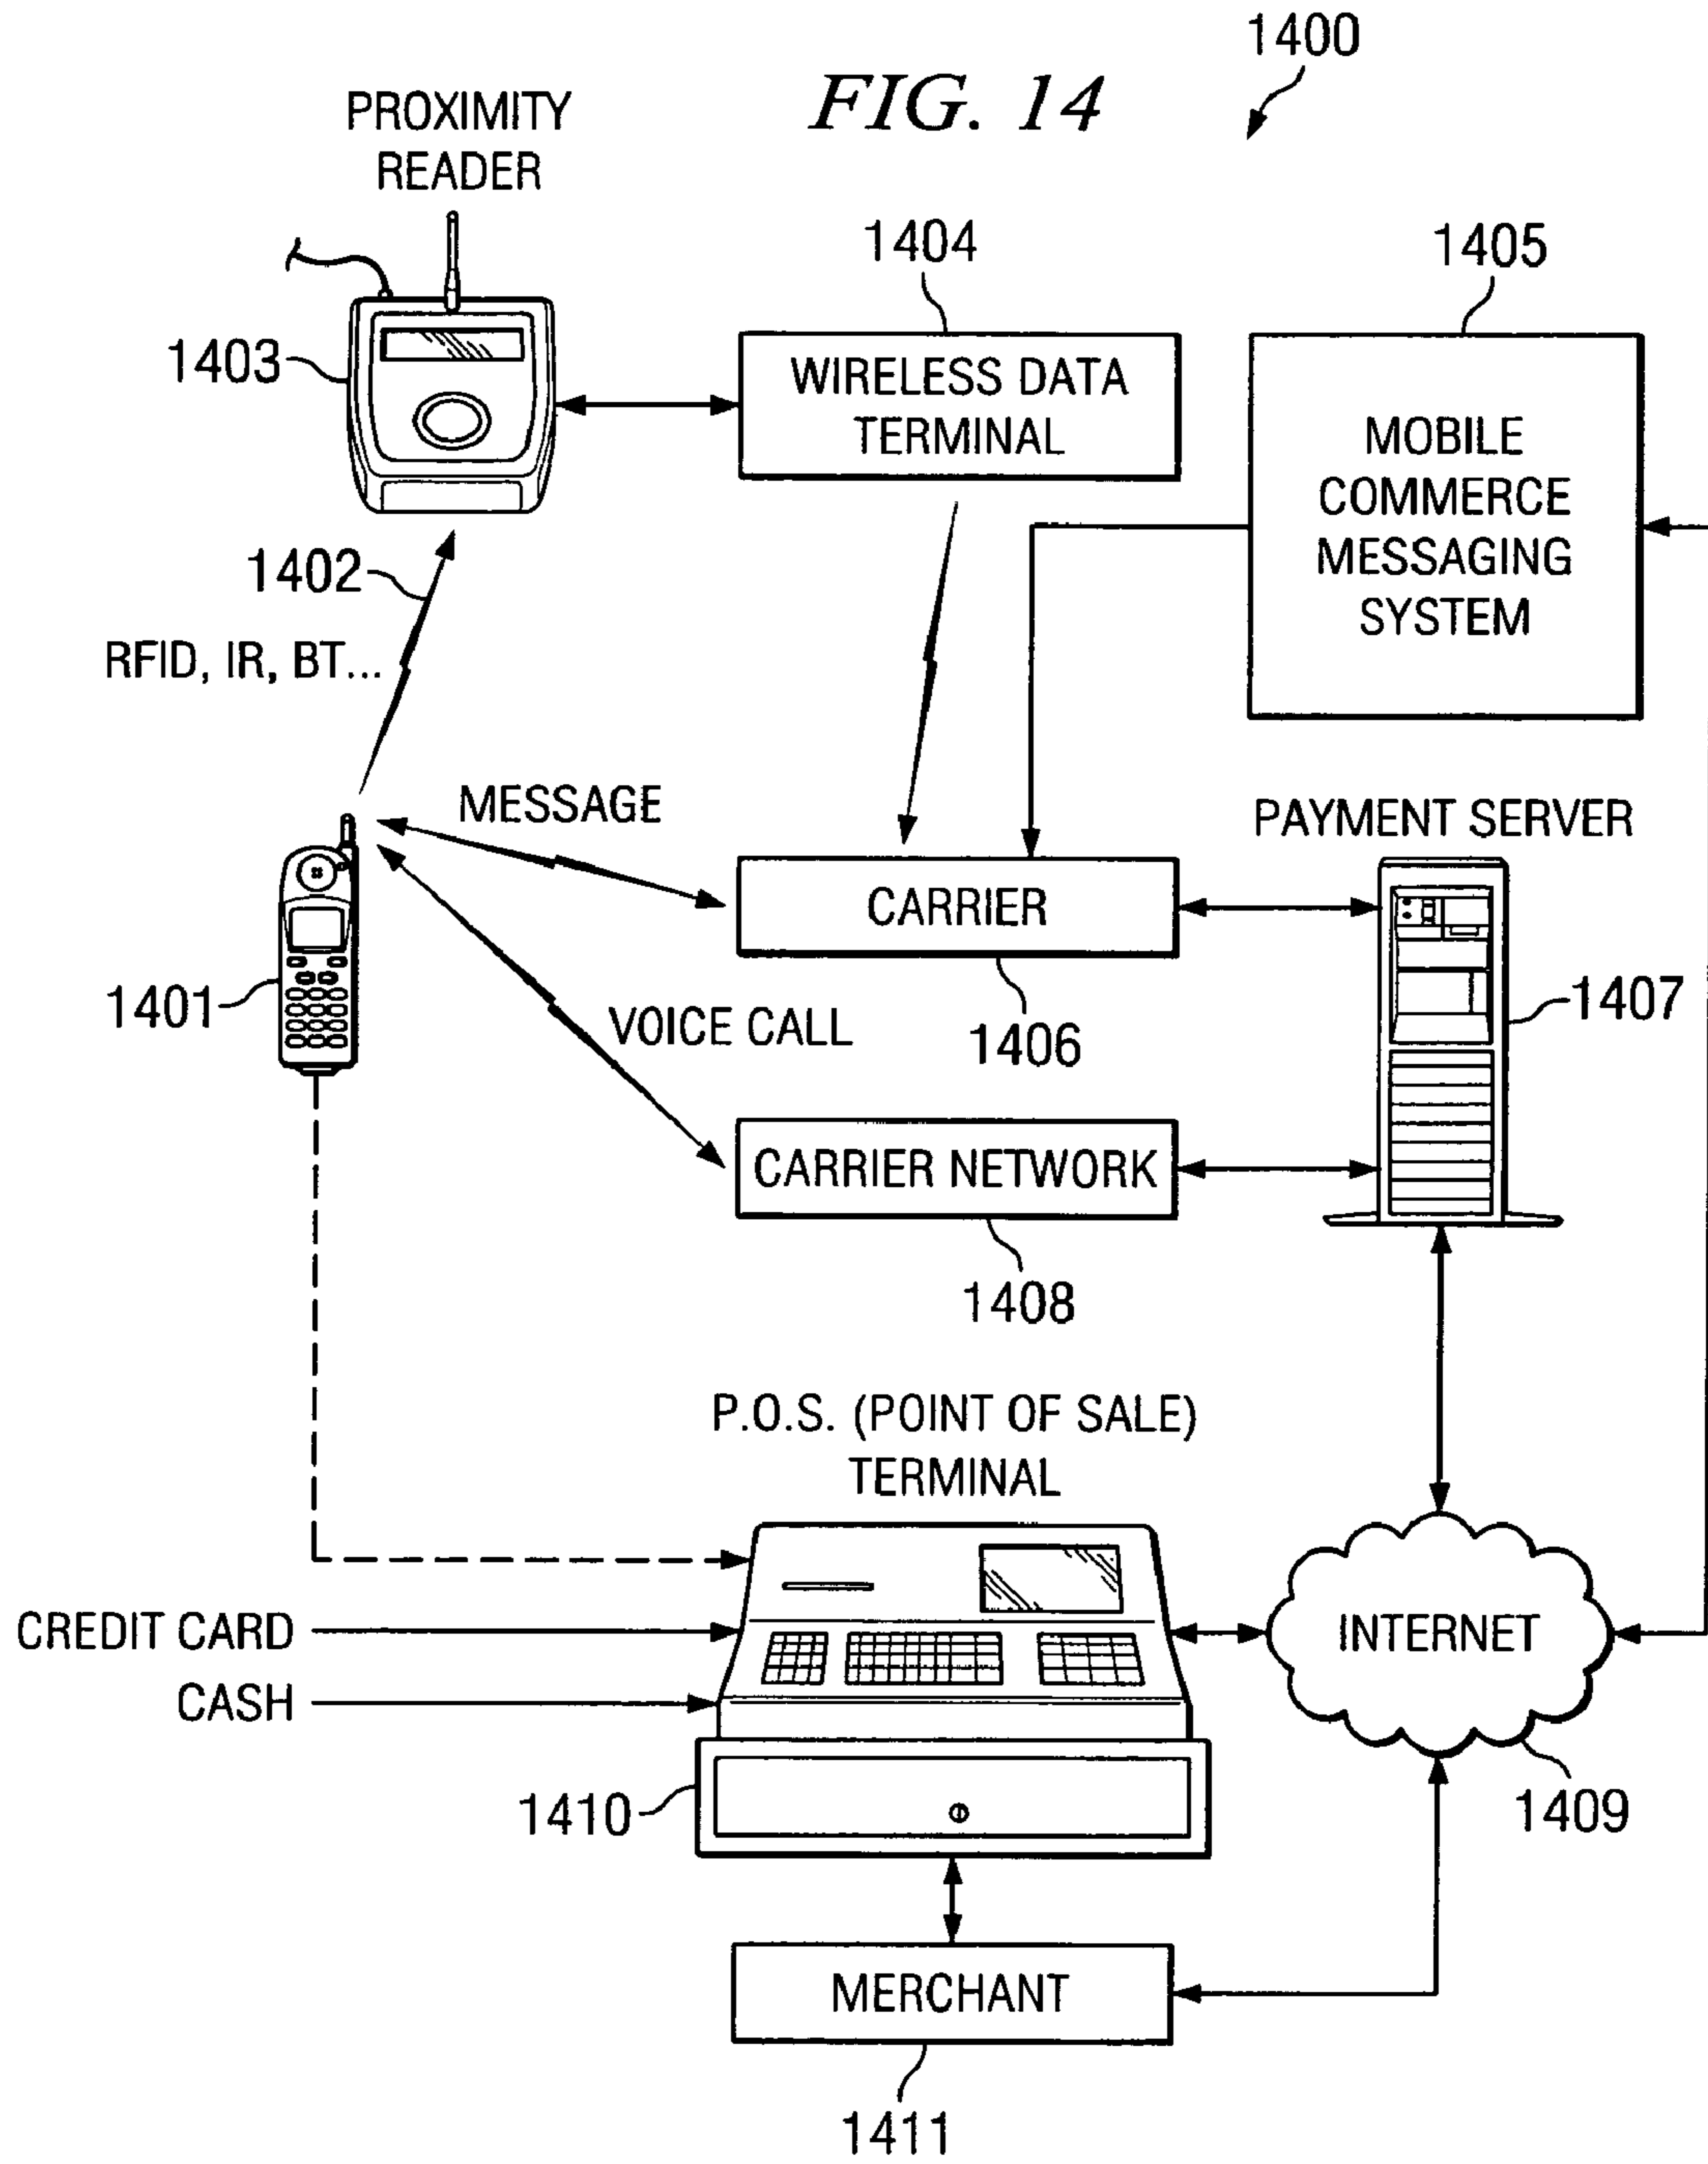 1400
FIG. 14
PROXIMITY
READER
1404
1405
1403
WIRELESS DATA
TERMINAL
MOBILE
COMMERCE
MESSAGING
SYSTEM
1402
RFID, IR, BT...
MESSAGE
PAYMENT SERVER
CARRIER
1401
1407
VOICE CALL
1406
CARRIER NETWORK
1408
P.O.S. (POINT OF SALE)
TERMINAL
CREDIT CARD
INTERNET
CASH
1410
1409
MERCHANT
1411